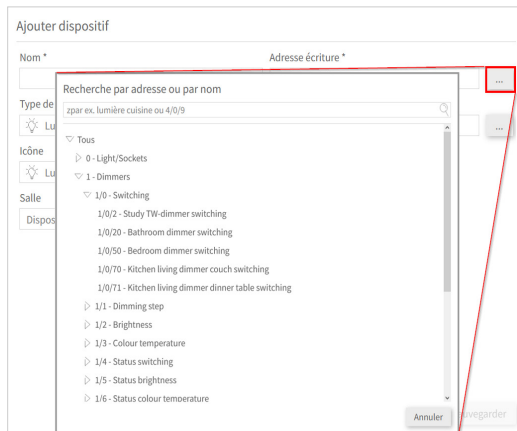 Ajouter dispositif
Nom * Adresse écriture *
...
Recherche par adresse ou par nom
Type de
zpar ex. lumière cuisine ou 4/0/9
Lu ...
Tous
Icône
0 - Light/Sockets
Lu
1 - Dimmers
Salle
1/0 - Switching
Dispos
1/0/2 - Study TW-dimmer switching
1/0/20 - Bathroom dimmer switching
1/0/50 - Bedroom dimmer switching
1/0/70 - Kitchen living dimmer couch switching
1/0/71 - Kitchen living dimmer dinner table switching
1/1 - Dimming step
1/2 - Brightness
1/3 - Colour temperature
1/4 - Status switching
1/5 - Status brightness
1/6 - Status colour temperature
Annuler uvegarder